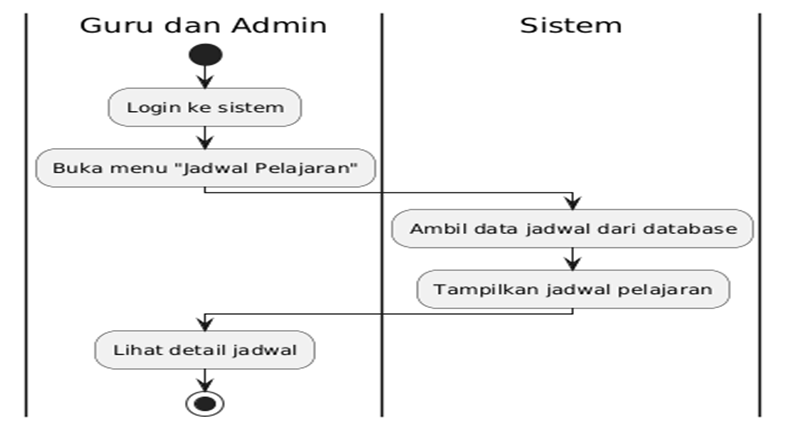 Guru dan Admin
Sistem
Login ke sistem
Buka menu "Jadwal Pelajaran"
Ambil data jadwal dari database
Tampilkan jadwal pelajaran
Lihat detail jadwal